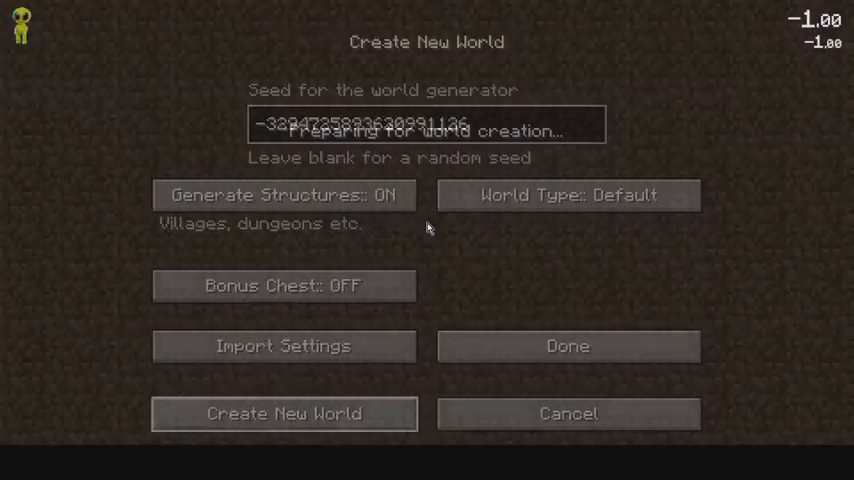 -1.00
-1.00
Create New World
Seed for the world generator
Preparing for world creation...
Leave blank for a random seed
Generate Structures:: ON
World Type:: Default
Villages, dungeons etc.
Bonus Chest:: OFF
Import Settings
Done
Create New World
Cancel